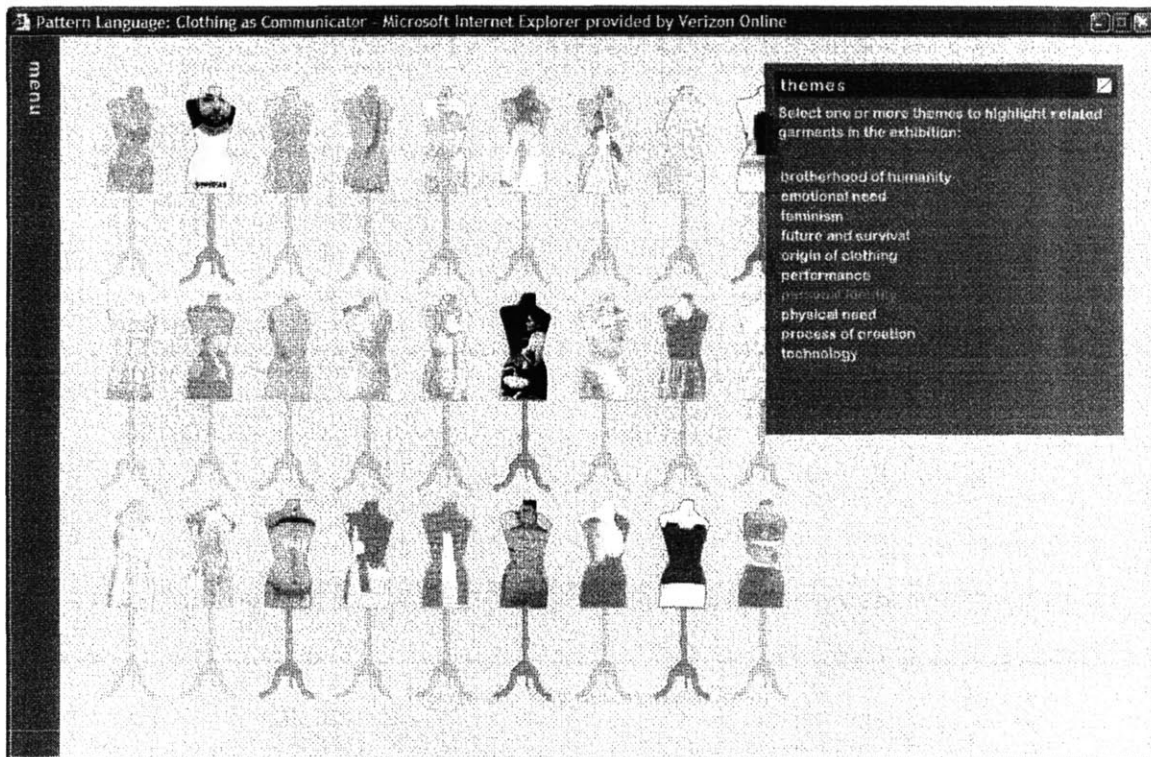 Pattern Language: Clothing as Communicator - Microsoft Internet Explorer provided by Verizon Online
menu
themes
Select one or more themes to highlight related
garments in the exhibition:
brotherhood of humanity
emotional need
feminism
future and survival
origin of clothing
performance
personal identity
physical need
process of creation
technology